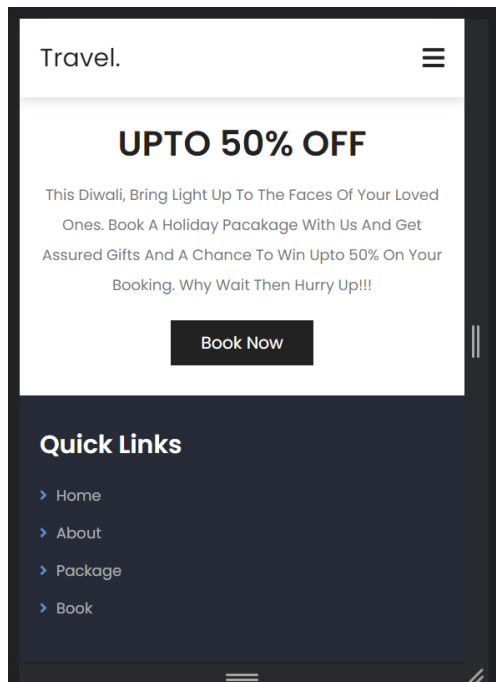 Travel.
UPTO 50% OFF
This Diwali, Bring Light Up To The Faces Of Your Loved
Ones. Book A Holiday Pacakage With Us And Get
Assured Gifts And A Chance To Win Upto 50% On Your
Booking. Why Wait Then Hurry Up!!!
Book Now
Quick Links
Home
About
Package
Book